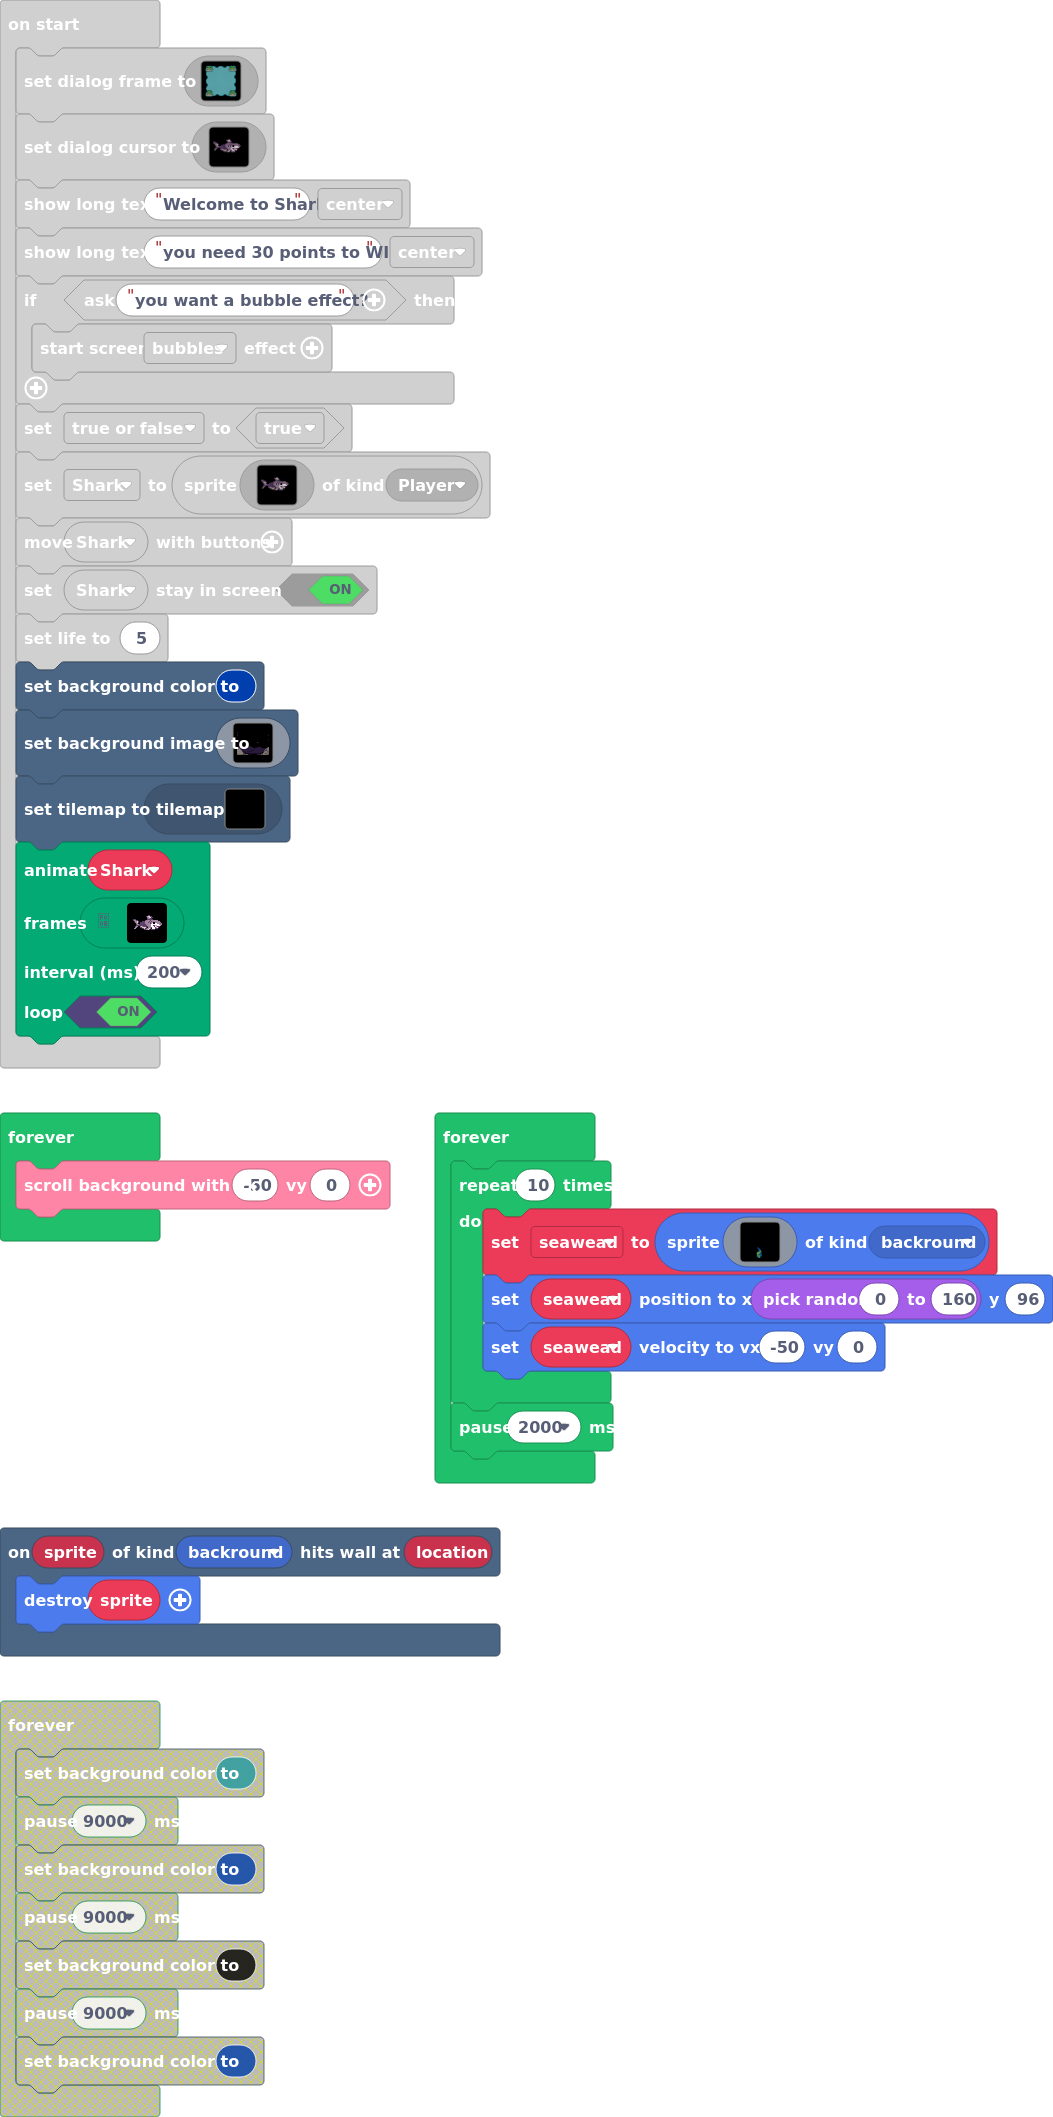 on start
set dialog frame to
set dialog cursor to
show long tex "Welcome to Shar" center
show long tex "you need 30 points to WI" center
if ask "you want a bubble effect?" then
start screen bubbles effect
set true or false to true
set Shark to sprite of kind Player
move Shark with buttons
set Shark stay in screen ON
set life to 5
set background color to
set background image to
set tilemap to tilemap
animate Shark
frames
interval (ms) 200
loop ON
forever
scroll background with -50 vy 0
forever
repeat 10 times
do
set seawead to sprite of kind backround
set seawead position to x pick random 0 to 160 y 96
set seawead velocity to vx -50 vy 0
pause 2000 ms
on sprite of kind backround hits wall at location
destroy sprite
forever
set background color to
pause 9000 ms
set background color to
pause 9000 ms
set background color to
pause 9000 ms
set background color to